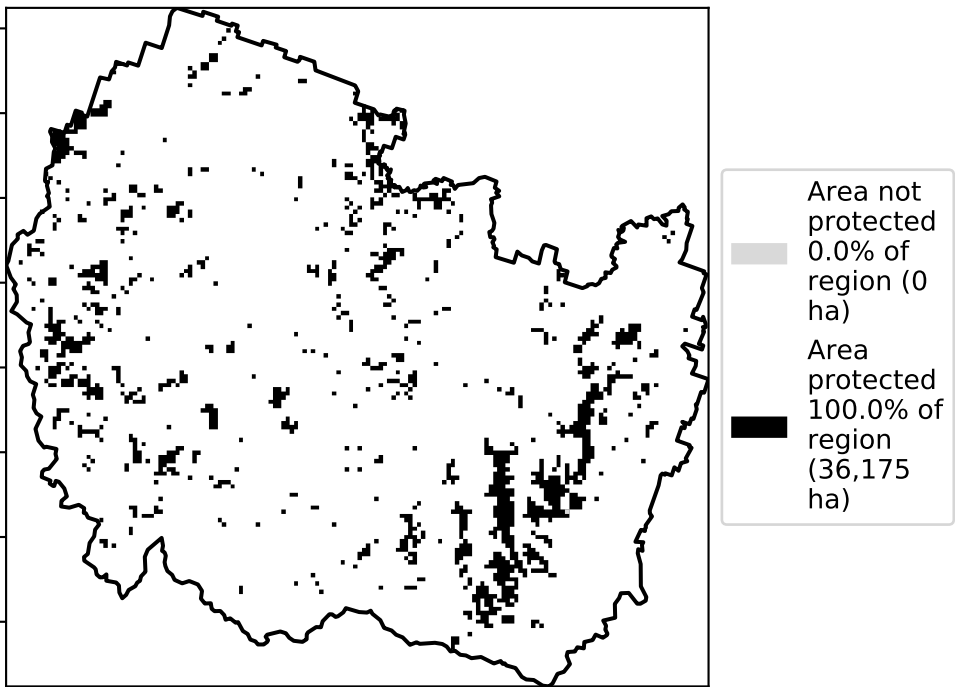 Area not
protected
0.0% of
region (0
ha)
Area
protected
100.0% of
region
(36,175
ha)